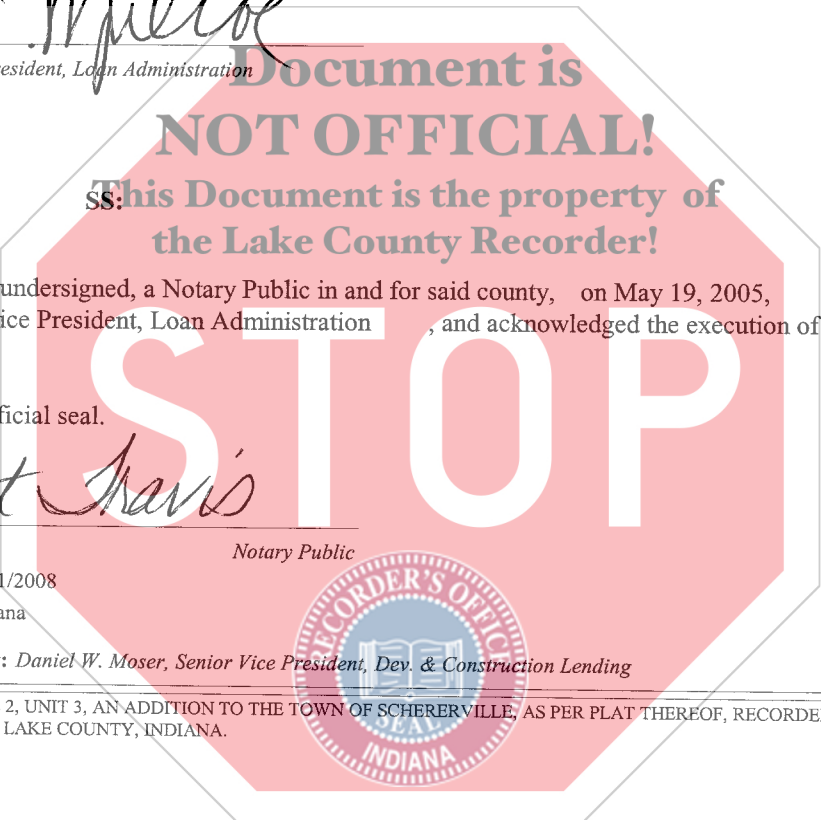 esident, Loan Administration
Document is
NOT OFFICIAL!
This Document is the property of
SS:
the Lake County Recorder!
undersigned, a Notary Public in and for said county, on May 19, 2005,
ice President, Loan Administration , and acknowledged the execution of
STOP
ficial seal.
t Travis
Notary Public
1/2008
ana
: Daniel W. Moser, Senior Vice President, Dev. & Construction Lending
RECORDER'S OFFICE
SEAL
INDIANA
2, UNIT 3, AN ADDITION TO THE TOWN OF SCHERERVILLE, AS PER PLAT THEREOF, RECORDE
LAKE COUNTY, INDIANA.